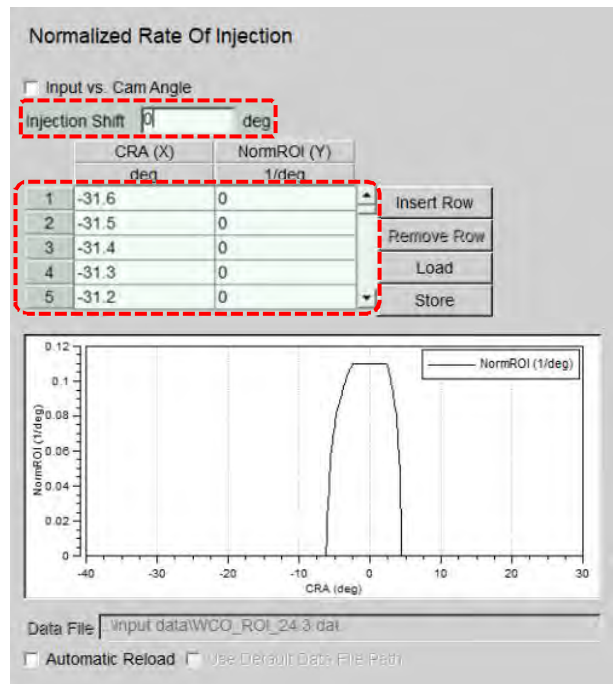 Normalized Rate Of Injection
Input vs. Cam Angle
Injection Shift 0 deg
CRA (X) NormROI (Y)
deg 1/deg
1 -31.6 0
2 -31.5 0
3 -31.4 0
4 -31.3 0
5 -31.2 0
Insert Row
Remove Row
Load
Store
0.12
0.1
0.08
0.06
0.04
0.02
0
NormROI (1/deg)
NormROI (1/deg)
-40 -30 -20 -10 0 10 20 30
CRA (deg)
Data File ..\Input data\WCO_ROI_24.3.dat
Automatic Reload Use Default Data File Path